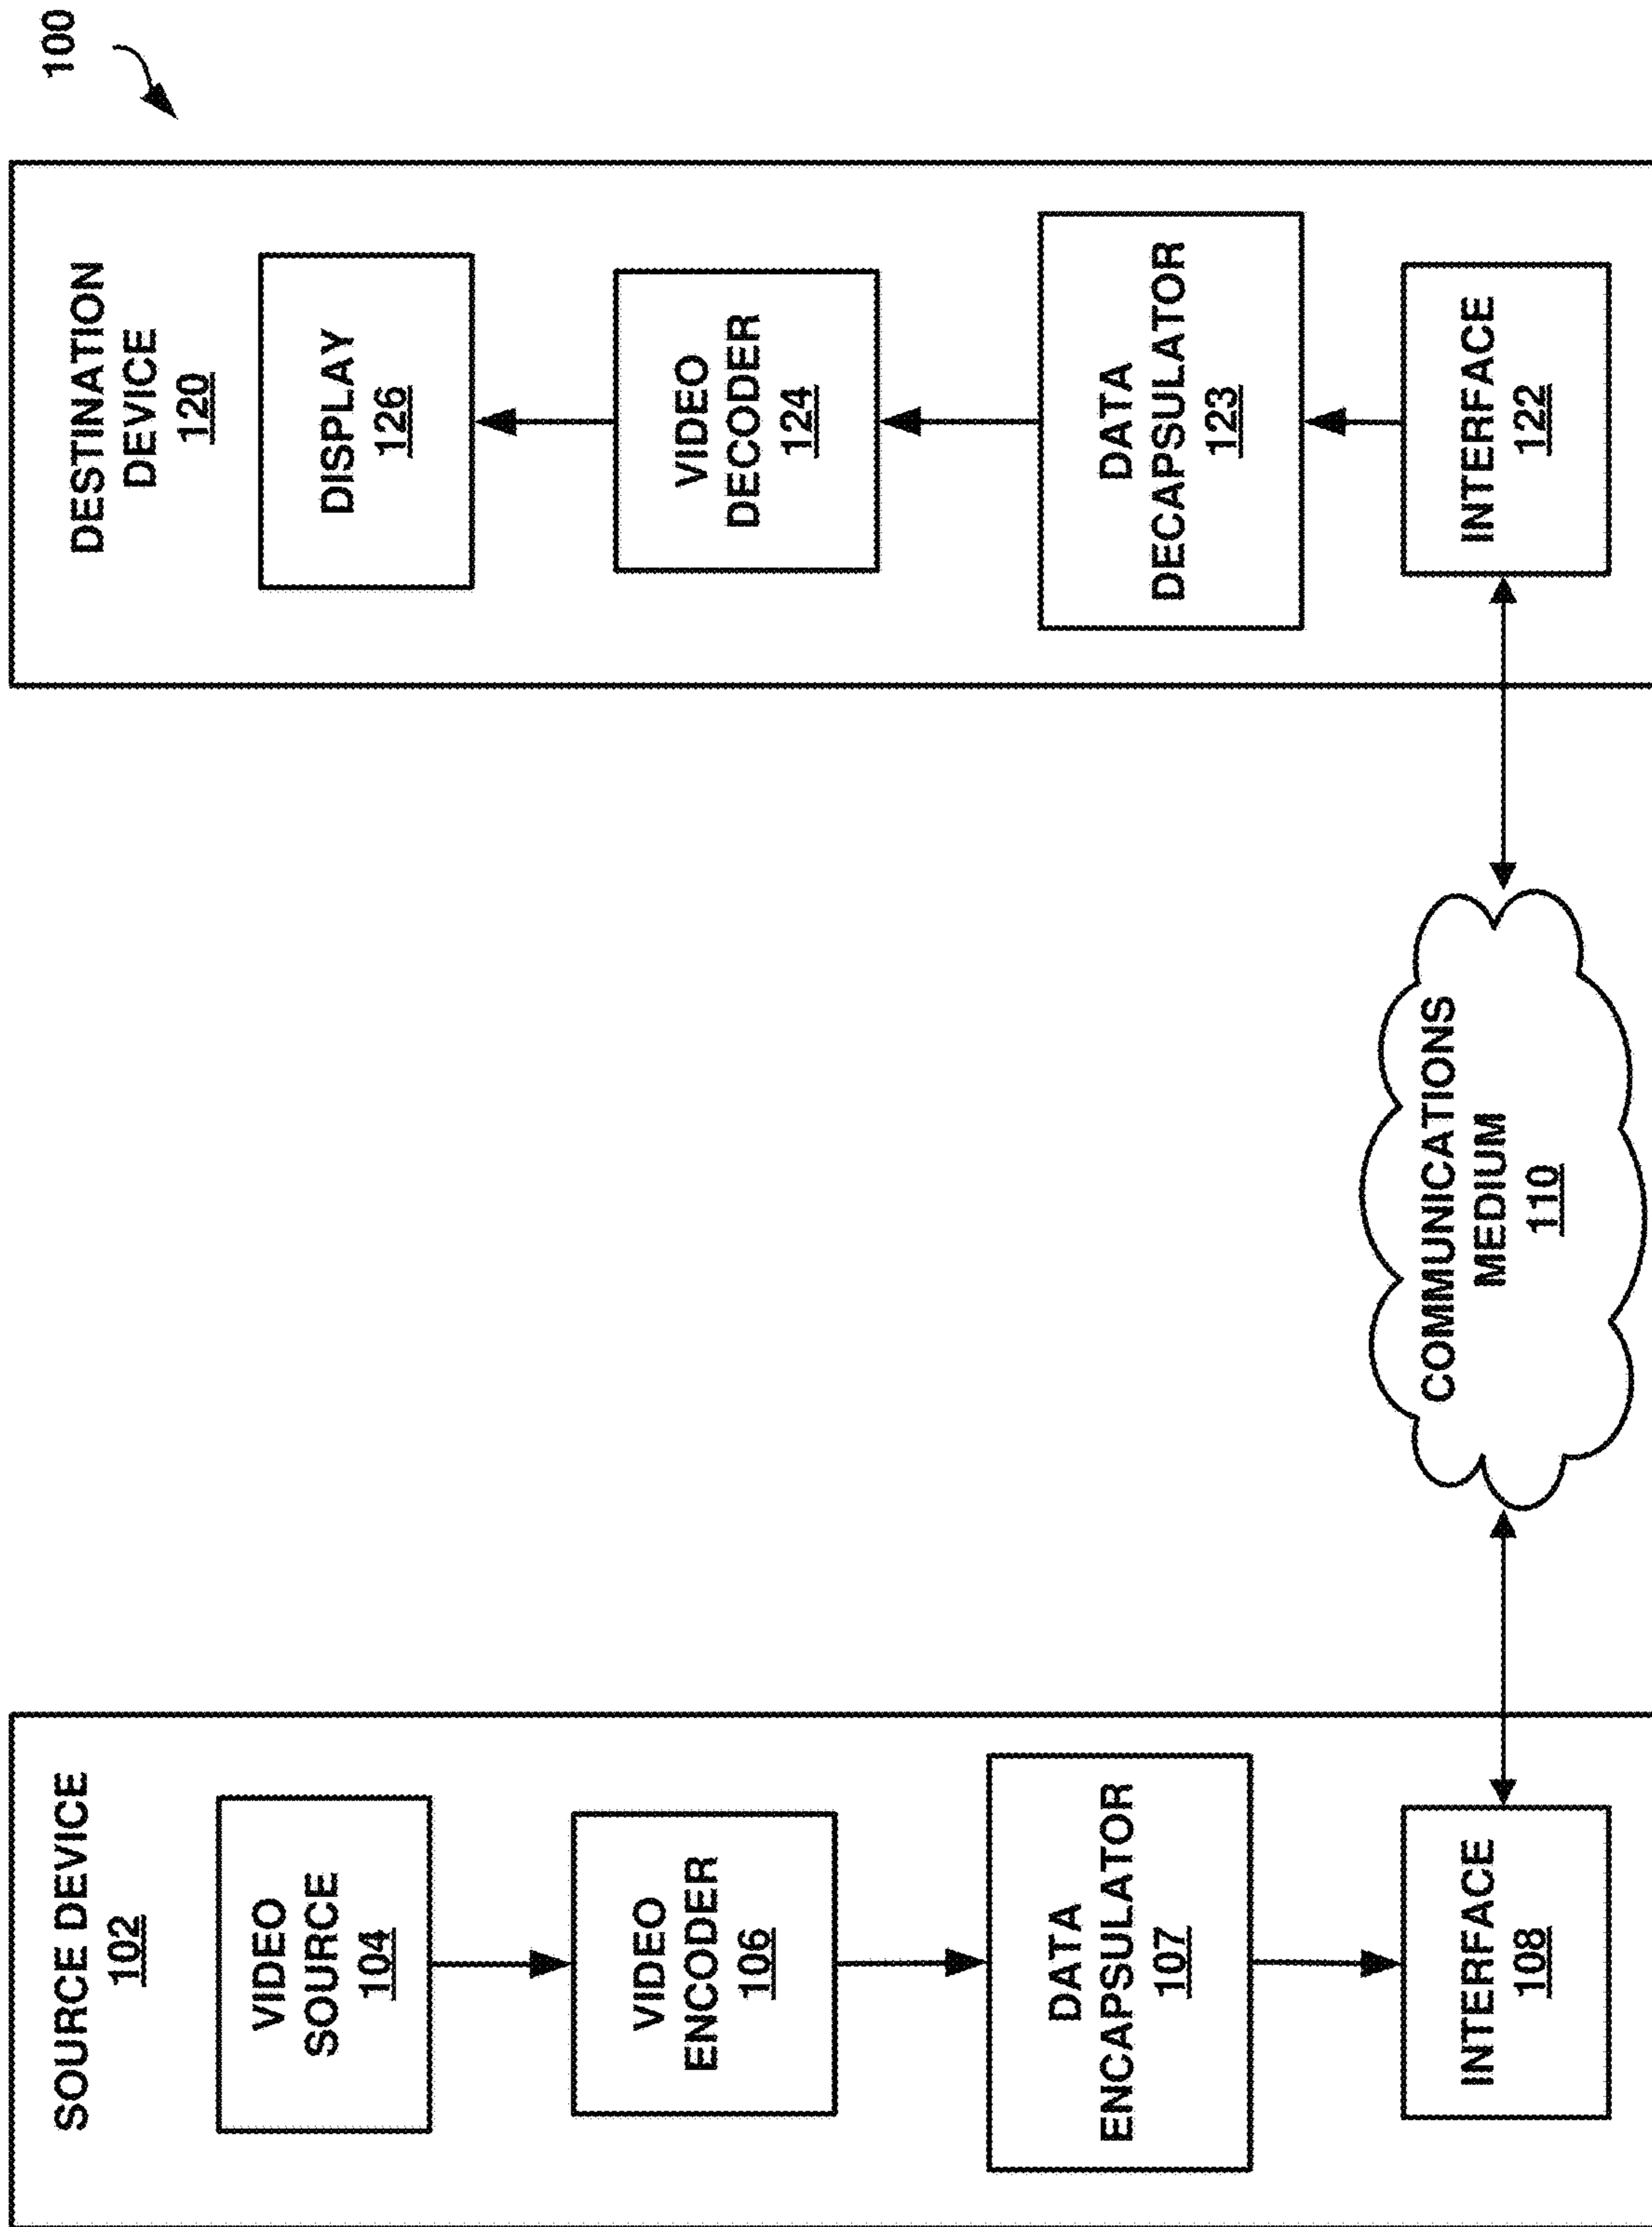 100
SOURCE DEVICE
102
VIDEO
SOURCE
104
VIDEO
ENCODER
106
DATA
ENCAPSULATOR
107
INTERFACE
108
COMMUNICATIONS
MEDIUM
110
DESTINATION
DEVICE
120
DISPLAY
126
VIDEO
DECODER
124
DATA
DECAPSULATOR
123
INTERFACE
122